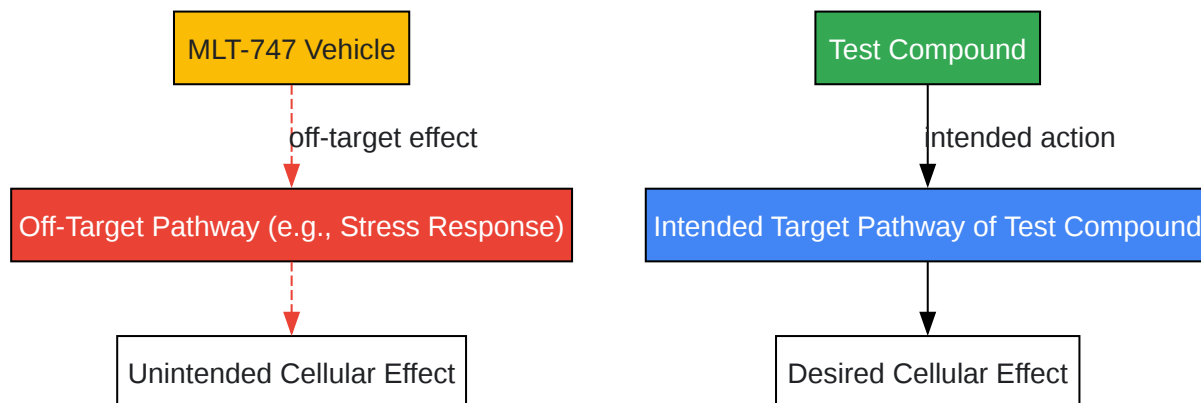 MLT-747 Vehicle
Test Compound
off-target effect
intended action
Off-Target Pathway (e.g., Stress Response)
Intended Target Pathway of Test Compound
Unintended Cellular Effect
Desired Cellular Effect